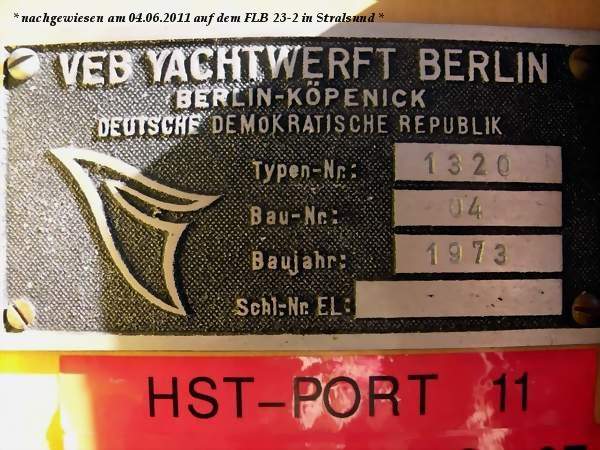 *nachgewiesen am 04.06.2011 auf dem FLB 23-2 in Stralsund *
VEB YACHTWERFT BERLIN
BERLIN-KÖPENICK
DEUTSCHE DEMOKRATISCHE REPUBLIK
Typen-Nr.: 1320
Bau-Nr.: 04
Baujahr: 1973
Schl.-Nr. EL:
HST-PORT 11